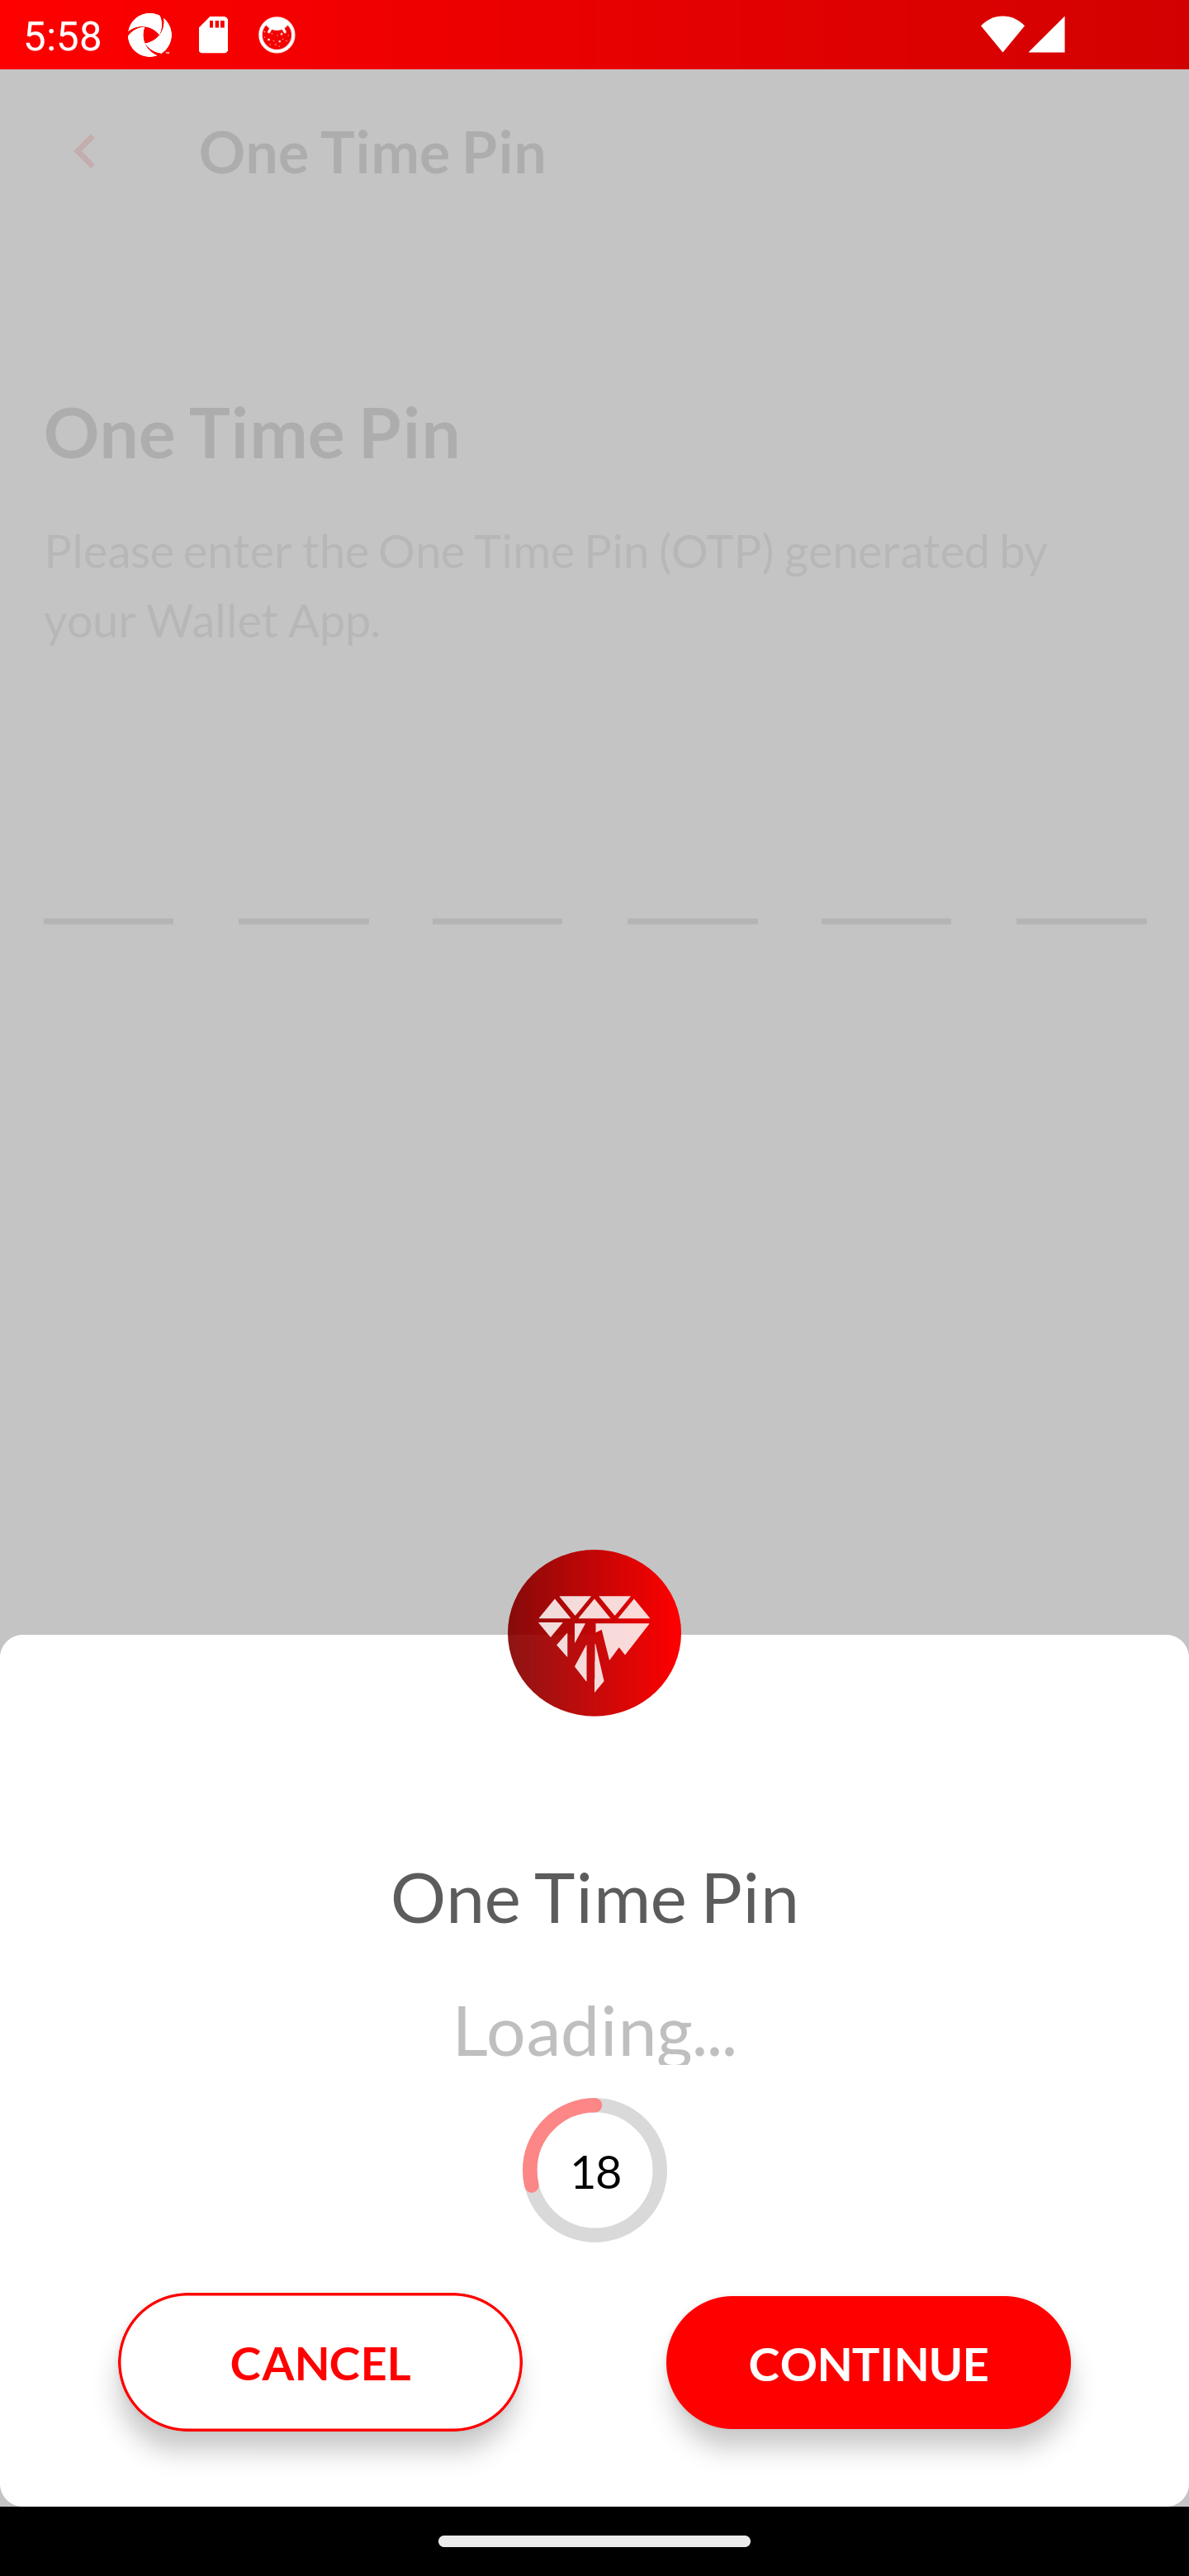 5:58
One Time Pin
One Time Pin
Please enter the One Time Pin (OTP) generated by
your Wallet App.
One Time Pin
Loading...
18
CANCEL
CONTINUE